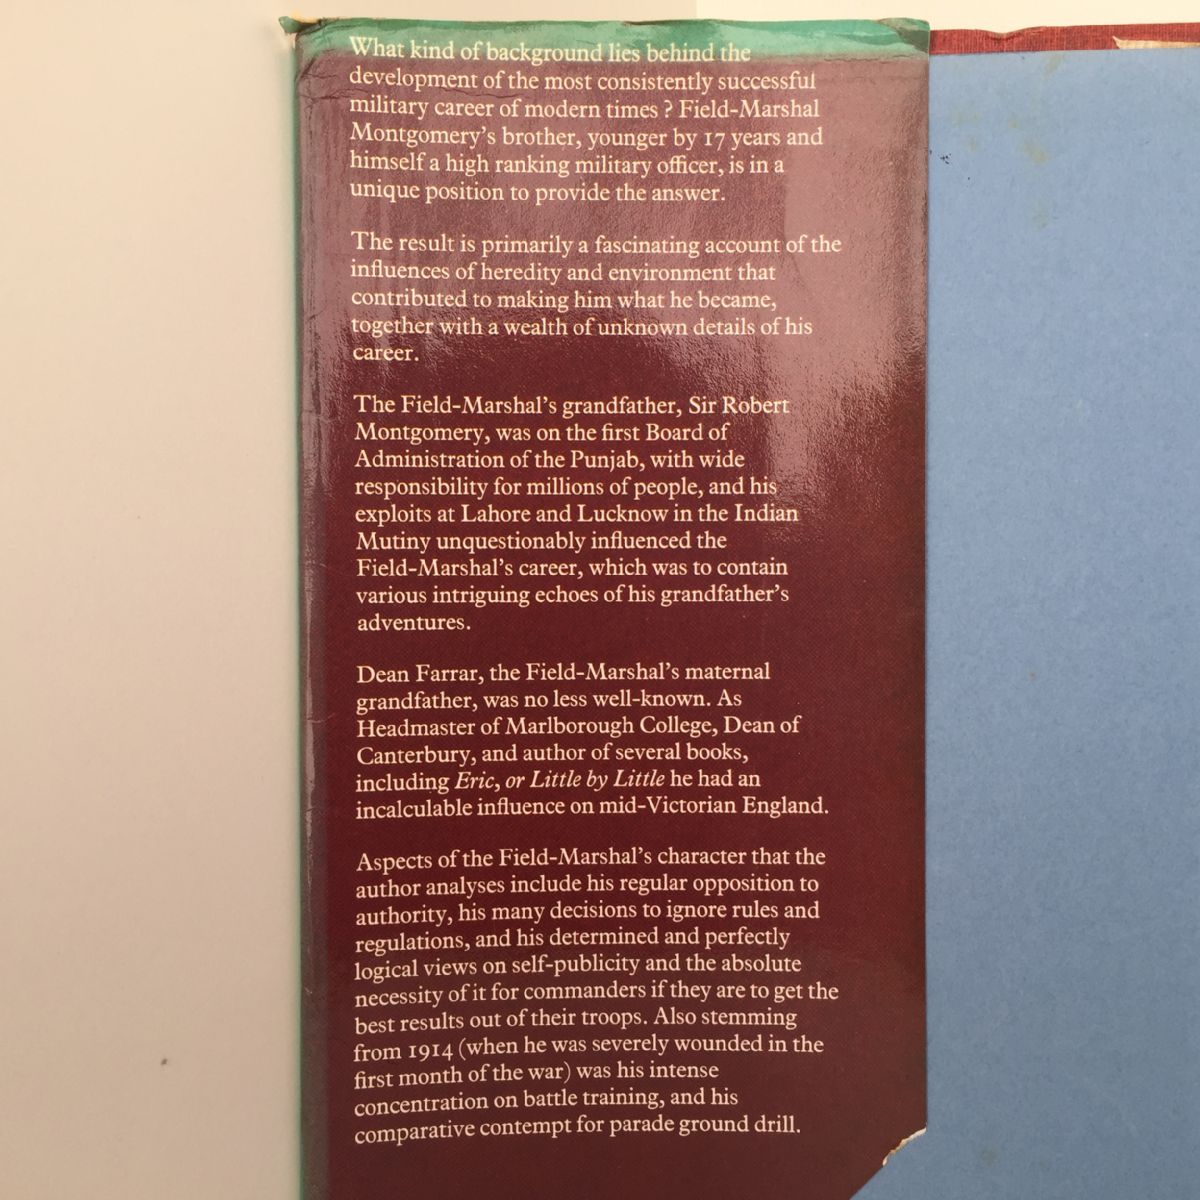 What kind of background lies behind the
development of the most consistently successful
military career of modern times ? Field-Marshal
Montgomery's brother, younger by 17 years and
himself a high ranking military officer, is in a
unique position to provide the answer.
The result is primarily a fascinating account of the
influences of heredity and environment that
contributed to making him what he became,
together with a wealth of unknown details of his
career.
The Field-Marshal's grandfather, Sir Robert
Montgomery, was on the first Board of
Administration of the Punjab, with wide
responsibility for millions of people, and his
exploits at Lahore and Lucknow in the Indian
Mutiny unquestionably influenced the
Field-Marshal's career, which was to contain
various intriguing echoes of his grandfather's
adventures.
Dean Farrar, the Field-Marshal's maternal
grandfather, was no less well-known. As
Headmaster of Marlborough College, Dean of
Canterbury, and author of several books,
including Eric, or Little by Little he had an
incalculable influence on mid-Victorian England.
Aspects of the Field-Marshal's character that the
author analyses include his regular opposition to
authority, his many decisions to ignore rules and
regulations, and his determined and perfectly
logical views on self-publicity and the absolute
necessity of it for commanders if they are to get the
best results out of their troops. Also stemming
from 1914 (when he was severely wounded in the
first month of the war) was his intense
concentration on battle training, and his
comparative contempt for parade ground drill.